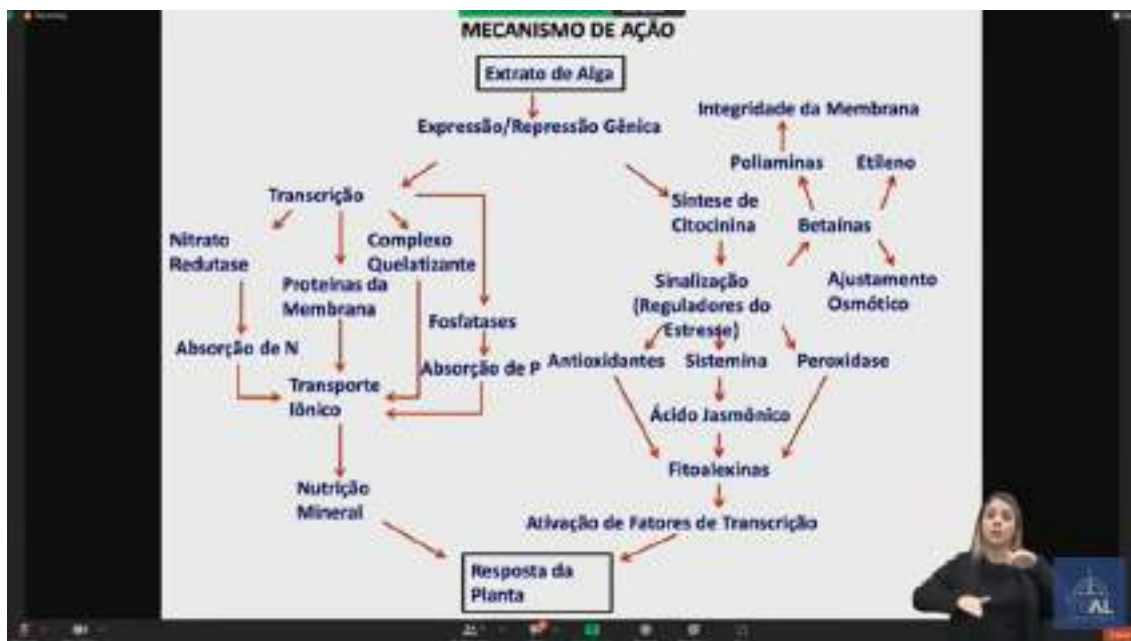 MECANISMO DE AÇÃO
Extrato de Alga
Expressão/Repressão Gênica
Transcrição
Nitrato
Redutase
Complexo
Quelatizante
Proteínas da
Membrana
Fosfatases
Absorção de N
Absorção de P
Transporte
Iônico
Nutrição
Mineral
Integridade da Membrana
Poliaminas
Etileno
Síntese de
Citocinina
Betaínas
Sinalização
(Reguladores do
Estresse)
Ajustamento
Osmótico
Antioxidantes
Sistemina
Peroxidase
Ácido Jasmônico
Fitoalexinas
Ativação de Fatores de Transcrição
Resposta da
Planta
AL